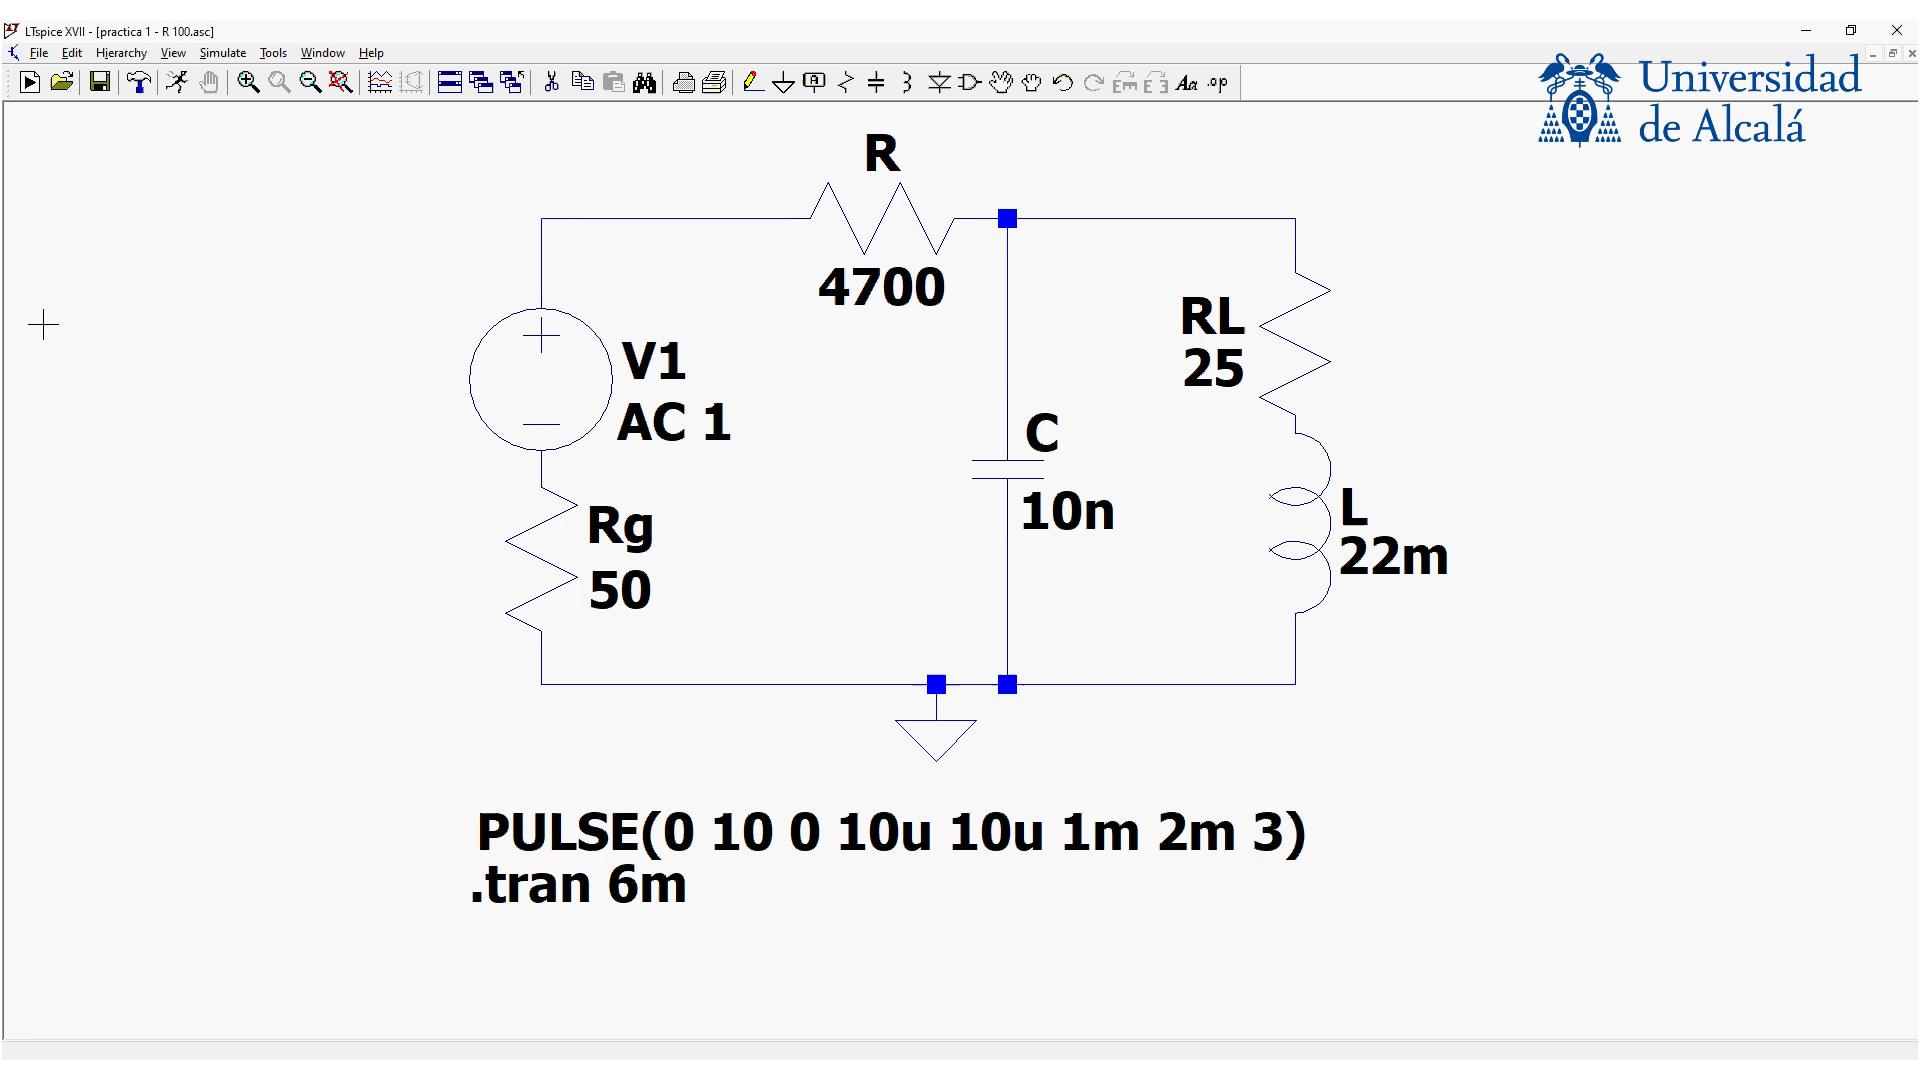 LTspice XVII - [practica 1 - R 100.asc]
File Edit Hierarchy View Simulate Tools Window Help
Universidad
de Alcalá
R
4700
V1
AC 1
Rg
50
C
10n
RL
25
L
22m
PULSE(0 10 0 10u 10u 1m 2m 3)
.tran 6m